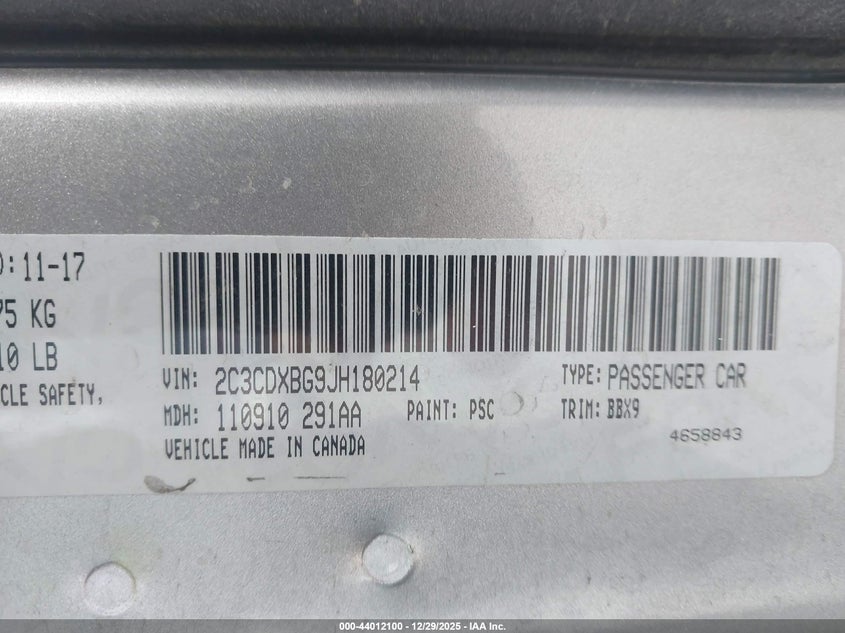 : 11-17
75 KG
10 LB
CLE SAFETY,
VIN: 2C3CDXBG9JH180214 TYPE: PASSENGER CAR
MDH: 110910 291AA PAINT: PSC TRIM: BBX9
VEHICLE MADE IN CANADA
4658843
000-44012100 - 12/29/2025 - IAA Inc.